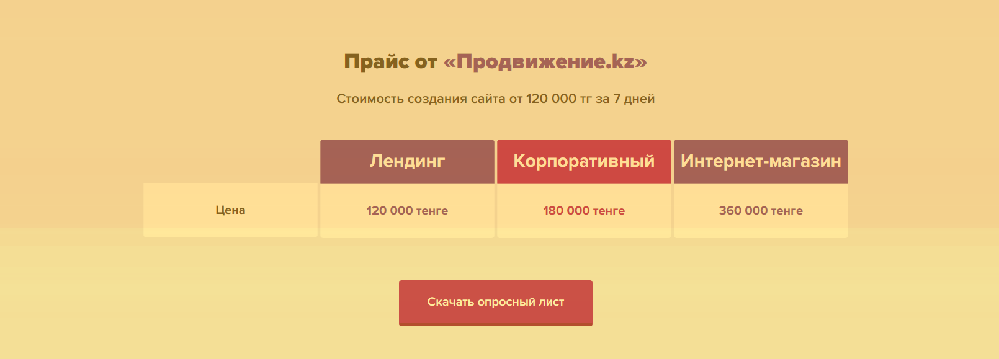 Прайс от «Продвижение.kz»
Стоимость создания сайта от 120 000 тг за 7 дней
Лендинг Корпоративный Интернет-магазин
Цена 120 000 тенге 180 000 тенге 360 000 тенге
Скачать опросный лист